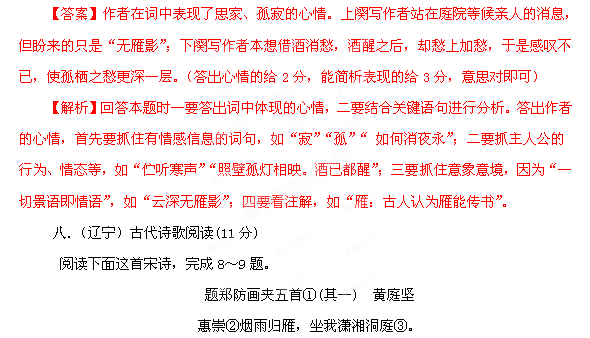 【答案】作者在词中表现了思家、孤寂的心情。上阕写作者站在庭院等候亲人的消息，
但盼来的只是“无雁影”；下阕写作者本想借酒消愁，酒醒之后，却愁上加愁，于是感叹不
已，使孤栖之愁更深一层。（答出心情的给 2 分，能简析表现的给 3 分，意思对即可）
【解析】回答本题时一要答出词中体现的心情，二要结合关键语句进行分析。答出作者
的心情，首先要抓住有情感信息的词句，如“寂”“孤”“ 如何消夜永”；二要抓主人公的
行为、情态等，如“伫听寒声”“照壁孤灯相映。酒已都醒”；三要抓住意象意境，因为“一
切景语即情语”，如“云深无雁影”；四要看注解，如“雁：古人认为雁能传书”。
八．（辽宁）古代诗歌阅读(11 分)
阅读下面这首宋诗，完成 8～9 题。
题郑防画夹五首①(其一) 黄庭坚
惠崇②烟雨归雁，坐我潇湘洞庭③。